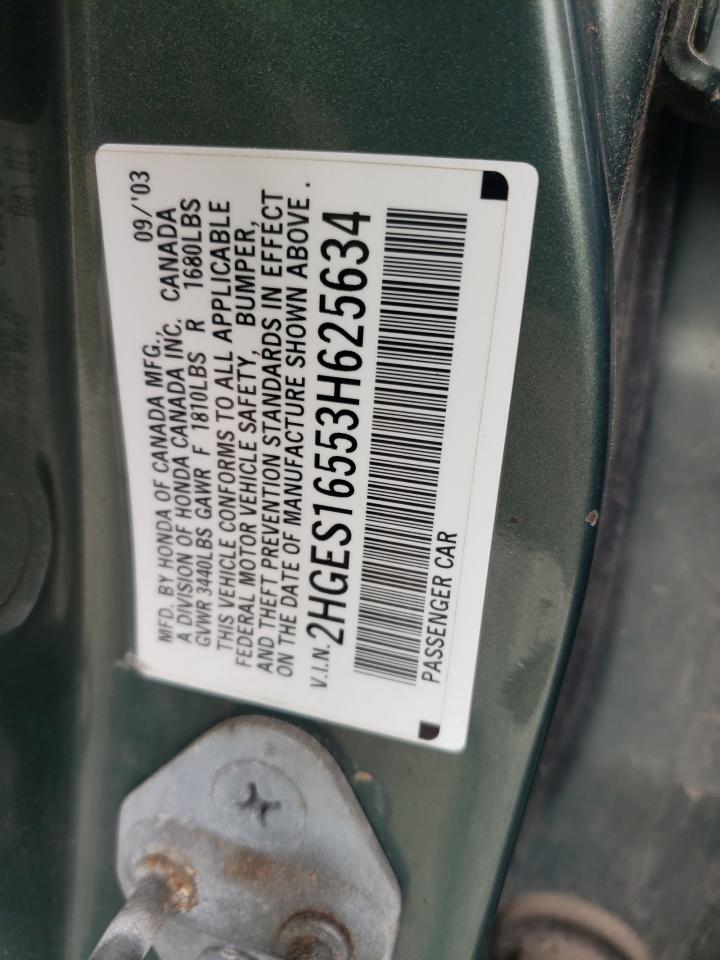 MFD. BY HONDA OF CANADA MFG., 09/'03
A DIVISION OF HONDA CANADA INC. CANADA
GVWR 3440LBS GAWR F 1810LBS R 1680LBS
THIS VEHICLE CONFORMS TO ALL APPLICABLE
FEDERAL MOTOR VEHICLE SAFETY, BUMPER,
AND THEFT PREVENTION STANDARDS IN EFFECT
ON THE DATE OF MANUFACTURE SHOWN ABOVE.
V.I.N. 2HGES16553H625634
PASSENGER CAR